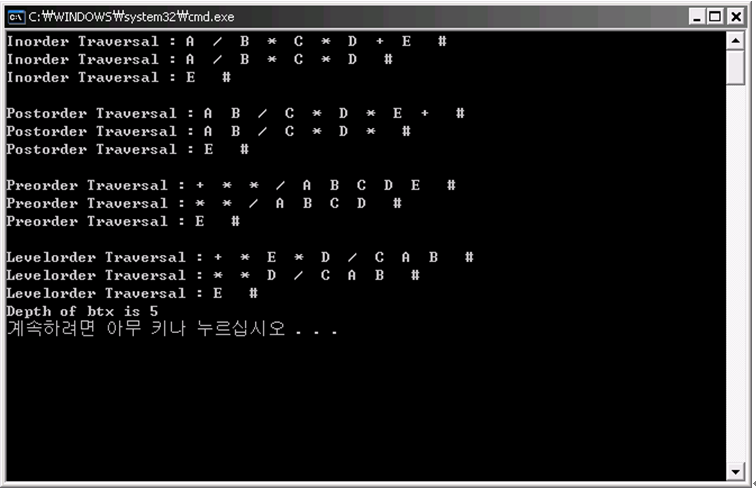 C:₩WINDOWS₩system32₩cmd.exe
Inorder Traversal : A / B * C * D + E #
Inorder Traversal : A / B * C * D #
Inorder Traversal : E #
Postorder Traversal : A B / C * D * E + #
Postorder Traversal : A B / C * D * #
Postorder Traversal : E #
Preorder Traversal : + * * / A B C D E #
Preorder Traversal : * * / A B C D #
Preorder Traversal : E #
Levelorder Traversal : + * E * D / C A B #
Levelorder Traversal : * * D / C A B #
Levelorder Traversal : E #
Depth of btx is 5
계속하려면 아무 키나 누르십시오 . . .